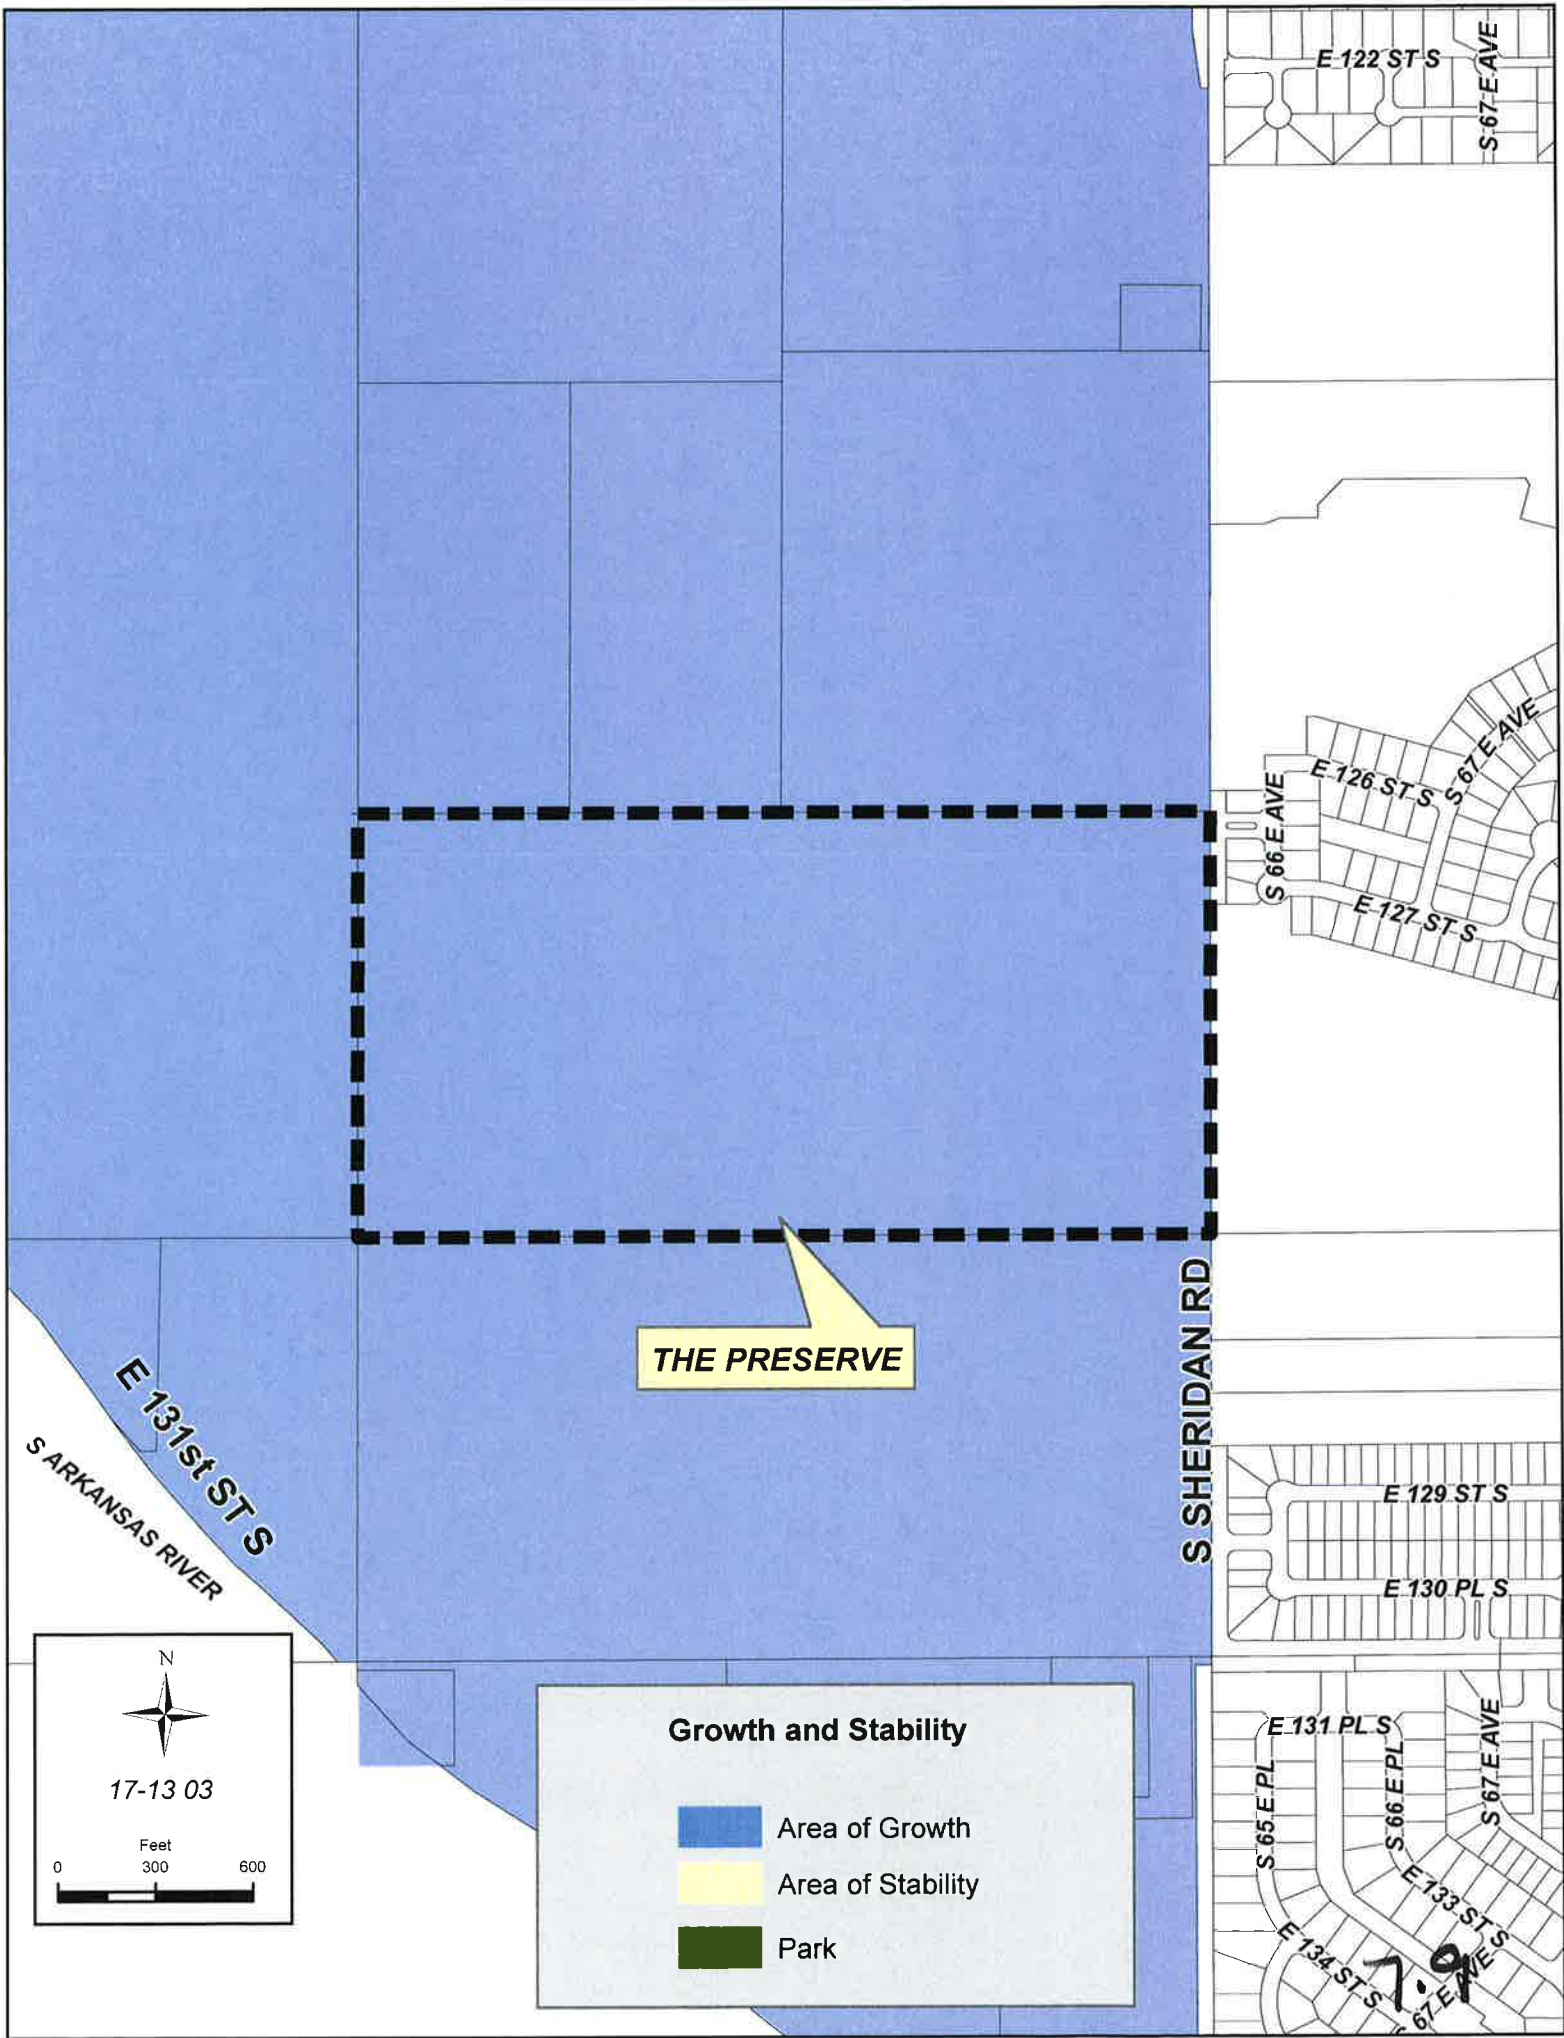 E 122 ST S
S 67 E AVE
S 67 E AVE
E 126 ST S
S 66 E AVE
E 127 ST S
THE PRESERVE
S SHERIDAN RD
E 131st ST S
S ARKANSAS RIVER
E 129 ST S
E 130 PL S
N
17-13 03
Feet
0 300 600
Growth and Stability
Area of Growth
Area of Stability
Park
E 131 PL S
S 65 E PL
S 66 E PL
S 67 E AVE
E 133 ST S
E 134 ST S
67 E AVE S
7.9